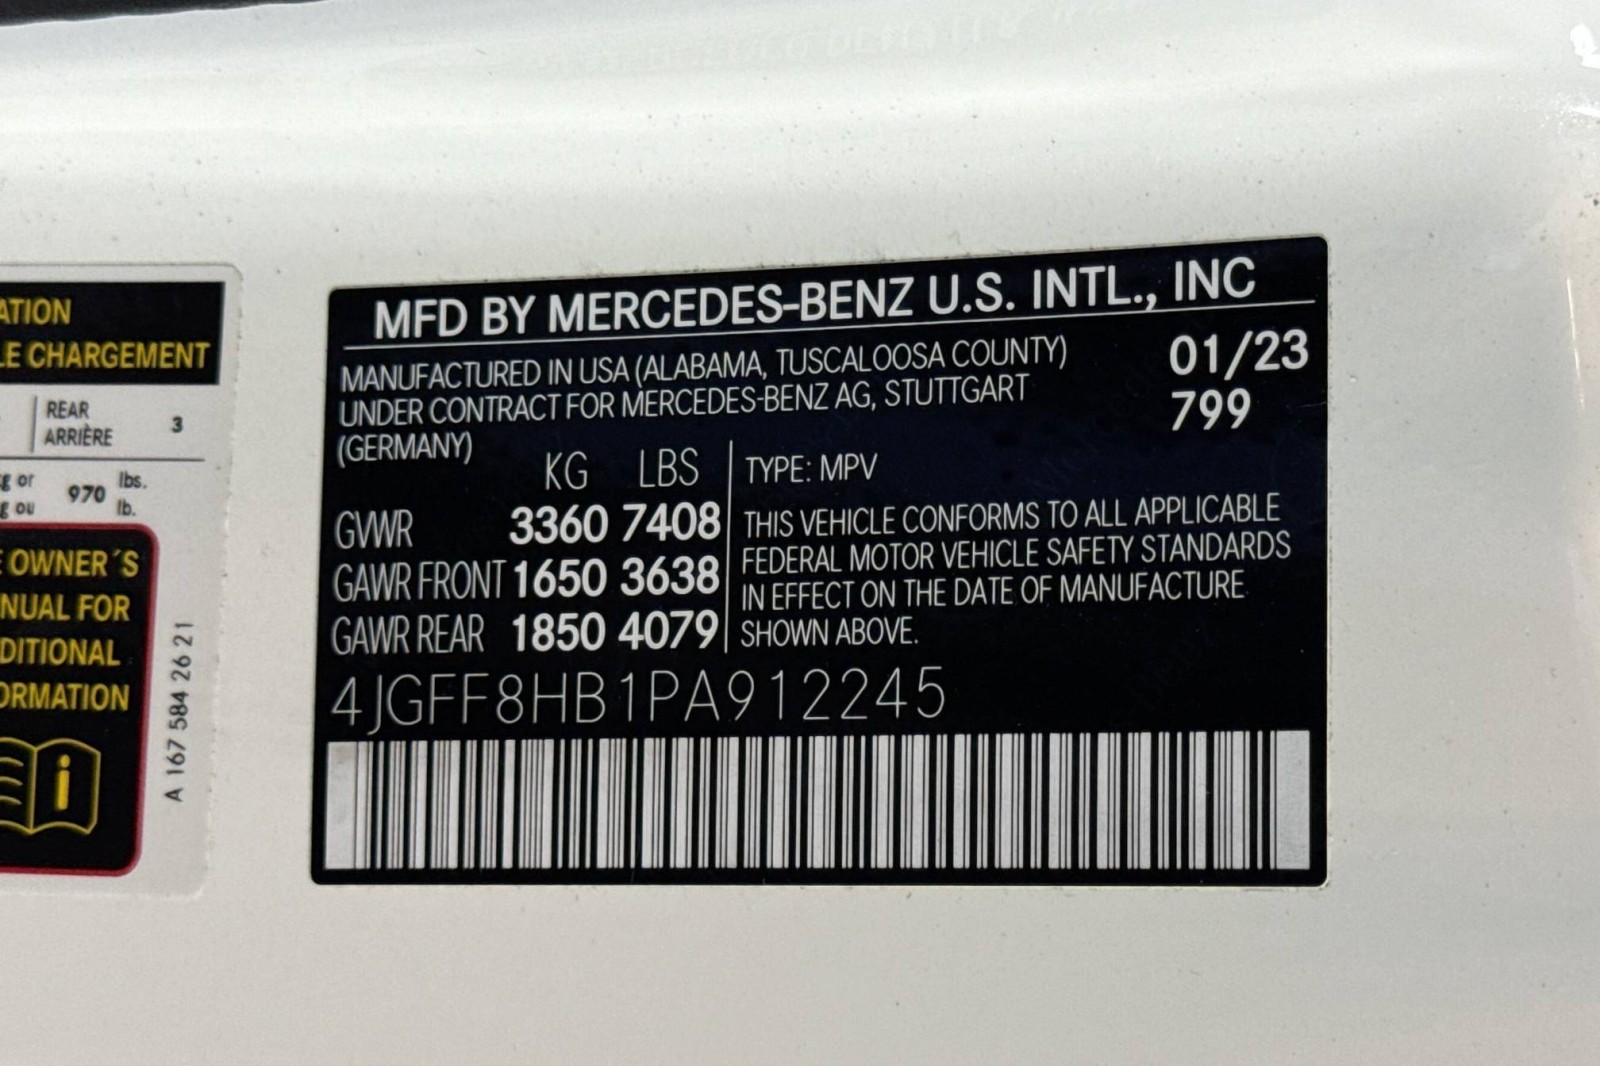 ATION
LE CHARGEMENT
REAR
ARRIÈRE
3
kg or
kg ou
970
lbs.
lb.
E OWNER´S
NUAL FOR
DITIONAL
ORMATION
i
A 167 584 26 21
MFD BY MERCEDES-BENZ U.S. INTL., INC
MANUFACTURED IN USA (ALABAMA, TUSCALOOSA COUNTY)
UNDER CONTRACT FOR MERCEDES-BENZ AG, STUTTGART
(GERMANY)
01/23
799
KG LBS
GVWR 3360 7408
GAWR FRONT 1650 3638
GAWR REAR 1850 4079
TYPE: MPV
THIS VEHICLE CONFORMS TO ALL APPLICABLE
FEDERAL MOTOR VEHICLE SAFETY STANDARDS
IN EFFECT ON THE DATE OF MANUFACTURE
SHOWN ABOVE.
4JGFF8HB1PA912245